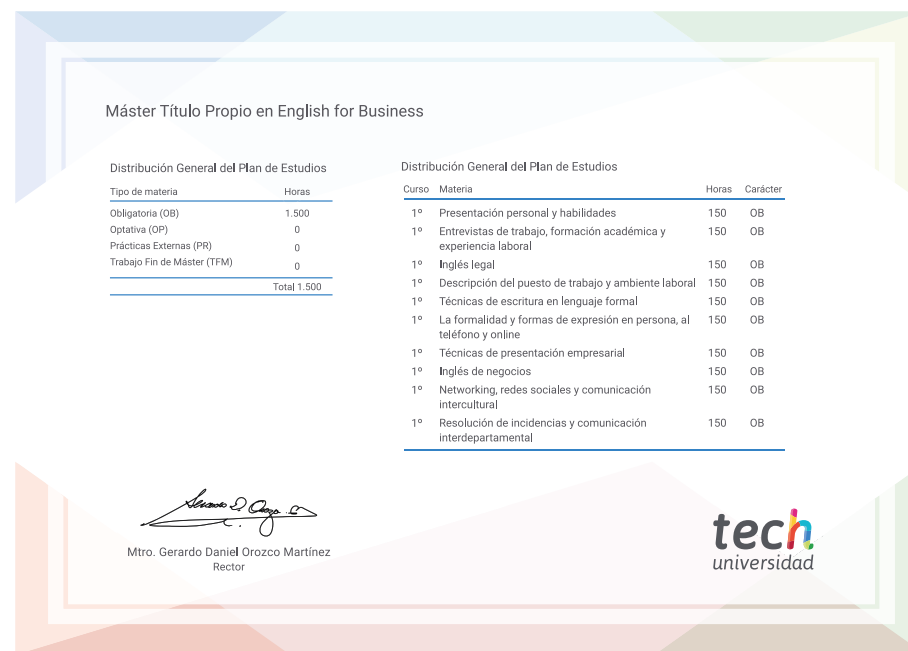 Máster Título Propio en English for Business
Distribución General del Plan de Estudios
Tipo de materia Horas
Obligatoria (OB) 1.500
Optativa (OP) 0
Prácticas Externas (PR) 0
Trabajo Fin de Máster (TFM) 0
Total 1.500
Distribución General del Plan de Estudios
Curso Materia Horas Carácter
1º Presentación personal y habilidades 150 OB
1º Entrevistas de trabajo, formación académica y 150 OB
experiencia laboral
1º Inglés legal 150 OB
1º Descripción del puesto de trabajo y ambiente laboral 150 OB
1º Técnicas de escritura en lenguaje formal 150 OB
1º La formalidad y formas de expresión en persona, al 150 OB
teléfono y online
1º Técnicas de presentación empresarial 150 OB
1º Inglés de negocios 150 OB
1º Networking, redes sociales y comunicación 150 OB
intercultural
1º Resolución de incidencias y comunicación 150 OB
interdepartamental
Mtro. Gerardo Daniel Orozco Martínez
Rector
tech
universidad